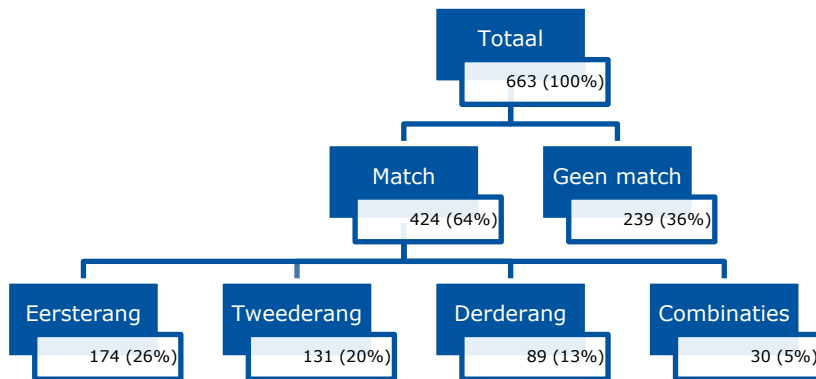 Totaal
663 (100%)
Match
Geen match
424 (64%)
239 (36%)
Eersterang
Tweederang
Derderang
Combinaties
174 (26%)
131 (20%)
89 (13%)
30 (5%)